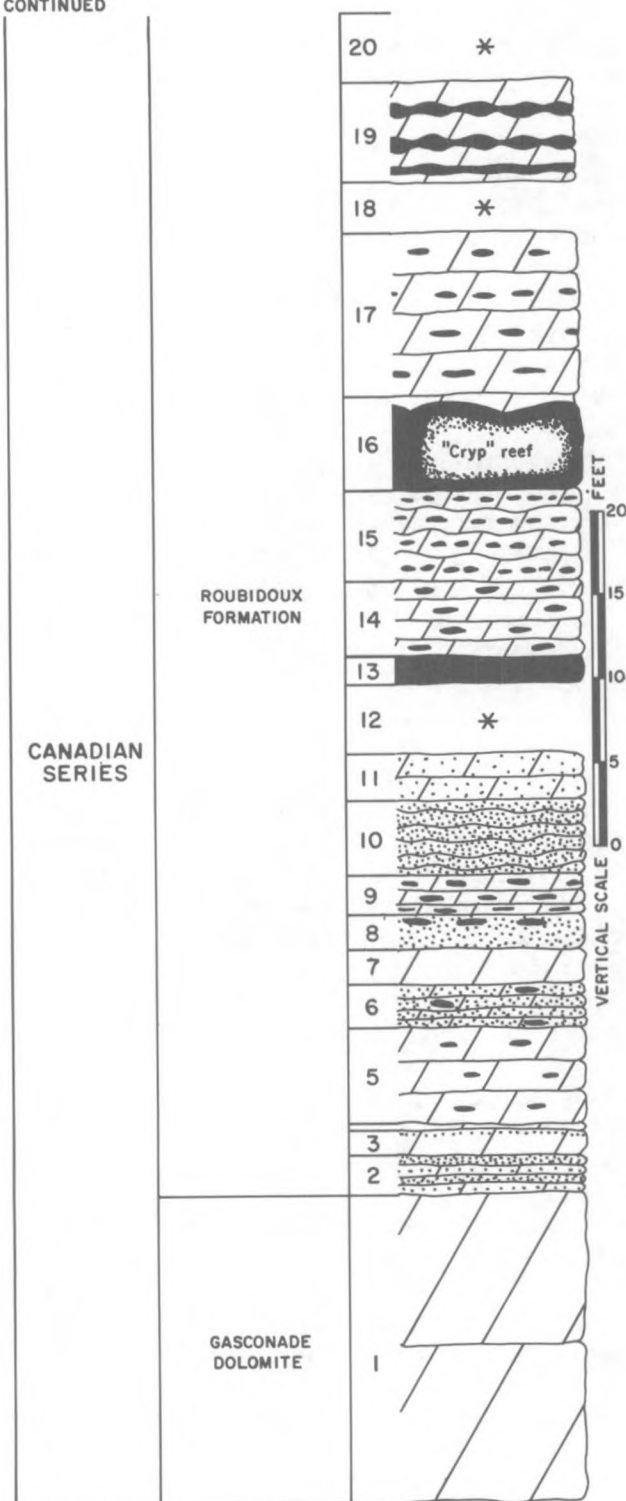 CONTINUED
20
*
19
18
*
17
16
"Cryp" reef
15
14
13
12
*
11
10
9
8
7
6
5
3
2
1
CANADIAN
SERIES
ROUBIDOUX
FORMATION
GASCONADE
DOLOMITE
FEET
20
15
10
5
0
VERTICAL SCALE